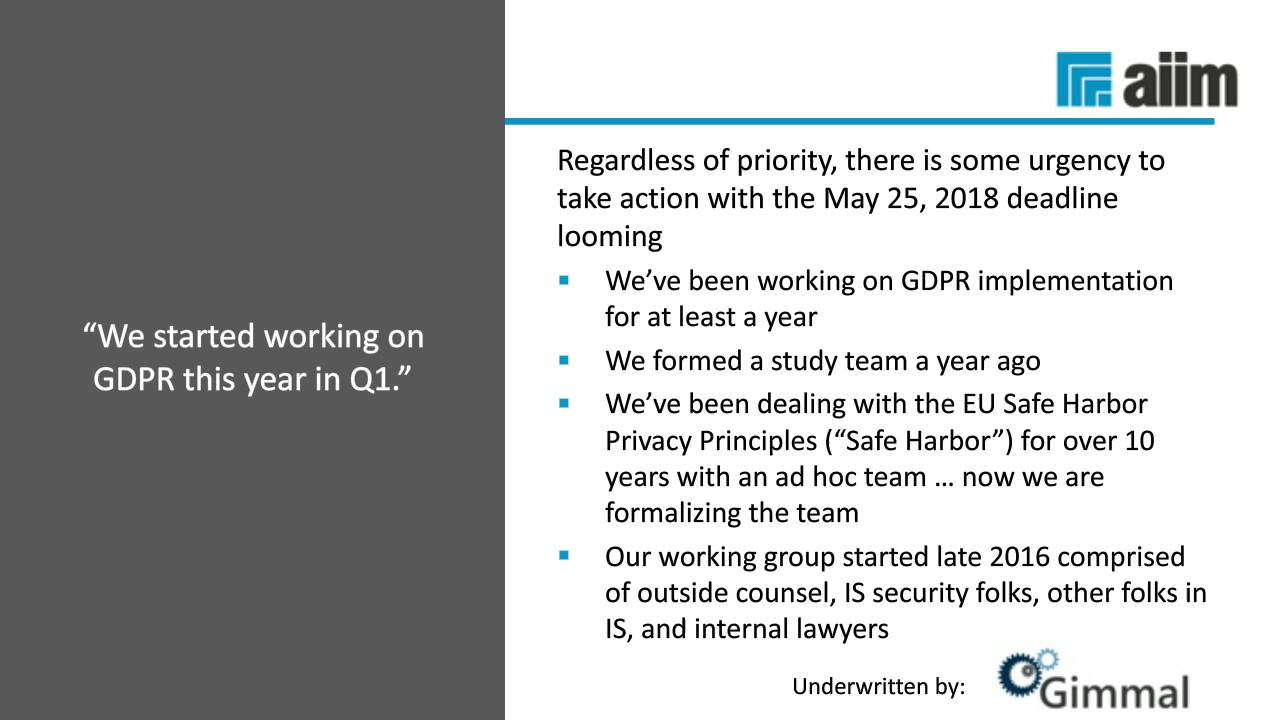 “We started working on
GDPR this year in Q1.”
aiim
Regardless of priority, there is some urgency to
take action with the May 25, 2018 deadline
looming
▪ We’ve been working on GDPR implementation
for at least a year
▪ We formed a study team a year ago
▪ We’ve been dealing with the EU Safe Harbor
Privacy Principles (“Safe Harbor”) for over 10
years with an ad hoc team … now we are
formalizing the team
▪ Our working group started late 2016 comprised
of outside counsel, IS security folks, other folks in
IS, and internal lawyers
Underwritten by:
Gimmal